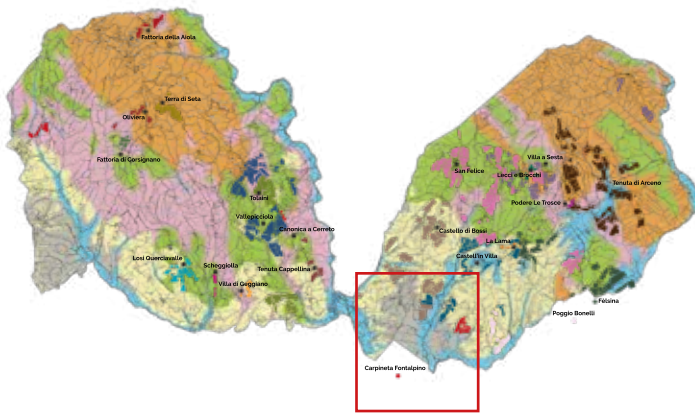 Fattoria della Aiola
Terra di Seta
Oliviera
Fattoria di Corsignano
Villa a Sesta
San Felice
Lecci e Brocchi
Tenuta di Arceno
Tolaini
Podere Le Trosce
Vallepicciola
Castello di Bossi
Canonica a Cerreto
La Lama
Castell'in Villa
Losi Querciavalle
Scheggiolla
Tenuta Cappellina
Villa di Geggiano
Fèlsina
Poggio Bonelli
Carpineta Fontalpino